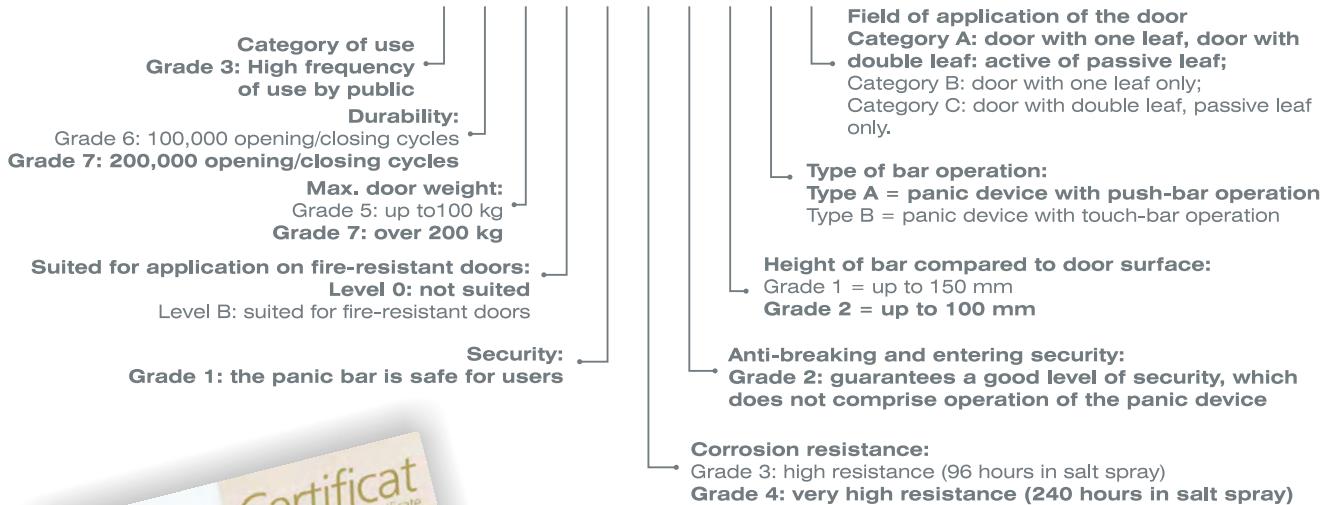 Category of use
Grade 3: High frequency
of use by public
Durability:
Grade 6: 100,000 opening/closing cycles
Grade 7: 200,000 opening/closing cycles
Max. door weight:
Grade 5: up to100 kg
Grade 7: over 200 kg
Suited for application on fire-resistant doors:
Level 0: not suited
Level B: suited for fire-resistant doors
Security:
Grade 1: the panic bar is safe for users
Field of application of the door
Category A: door with one leaf, door with
double leaf: active of passive leaf;
Category B: door with one leaf only;
Category C: door with double leaf, passive leaf
only.
Type of bar operation:
Type A = panic device with push-bar operation
Type B = panic device with touch-bar operation
Height of bar compared to door surface:
Grade 1 = up to 150 mm
Grade 2 = up to 100 mm
Anti-breaking and entering security:
Grade 2: guarantees a good level of security, which
does not comprise operation of the panic device
Corrosion resistance:
Grade 3: high resistance (96 hours in salt spray)
Grade 4: very high resistance (240 hours in salt spray)
Certificat